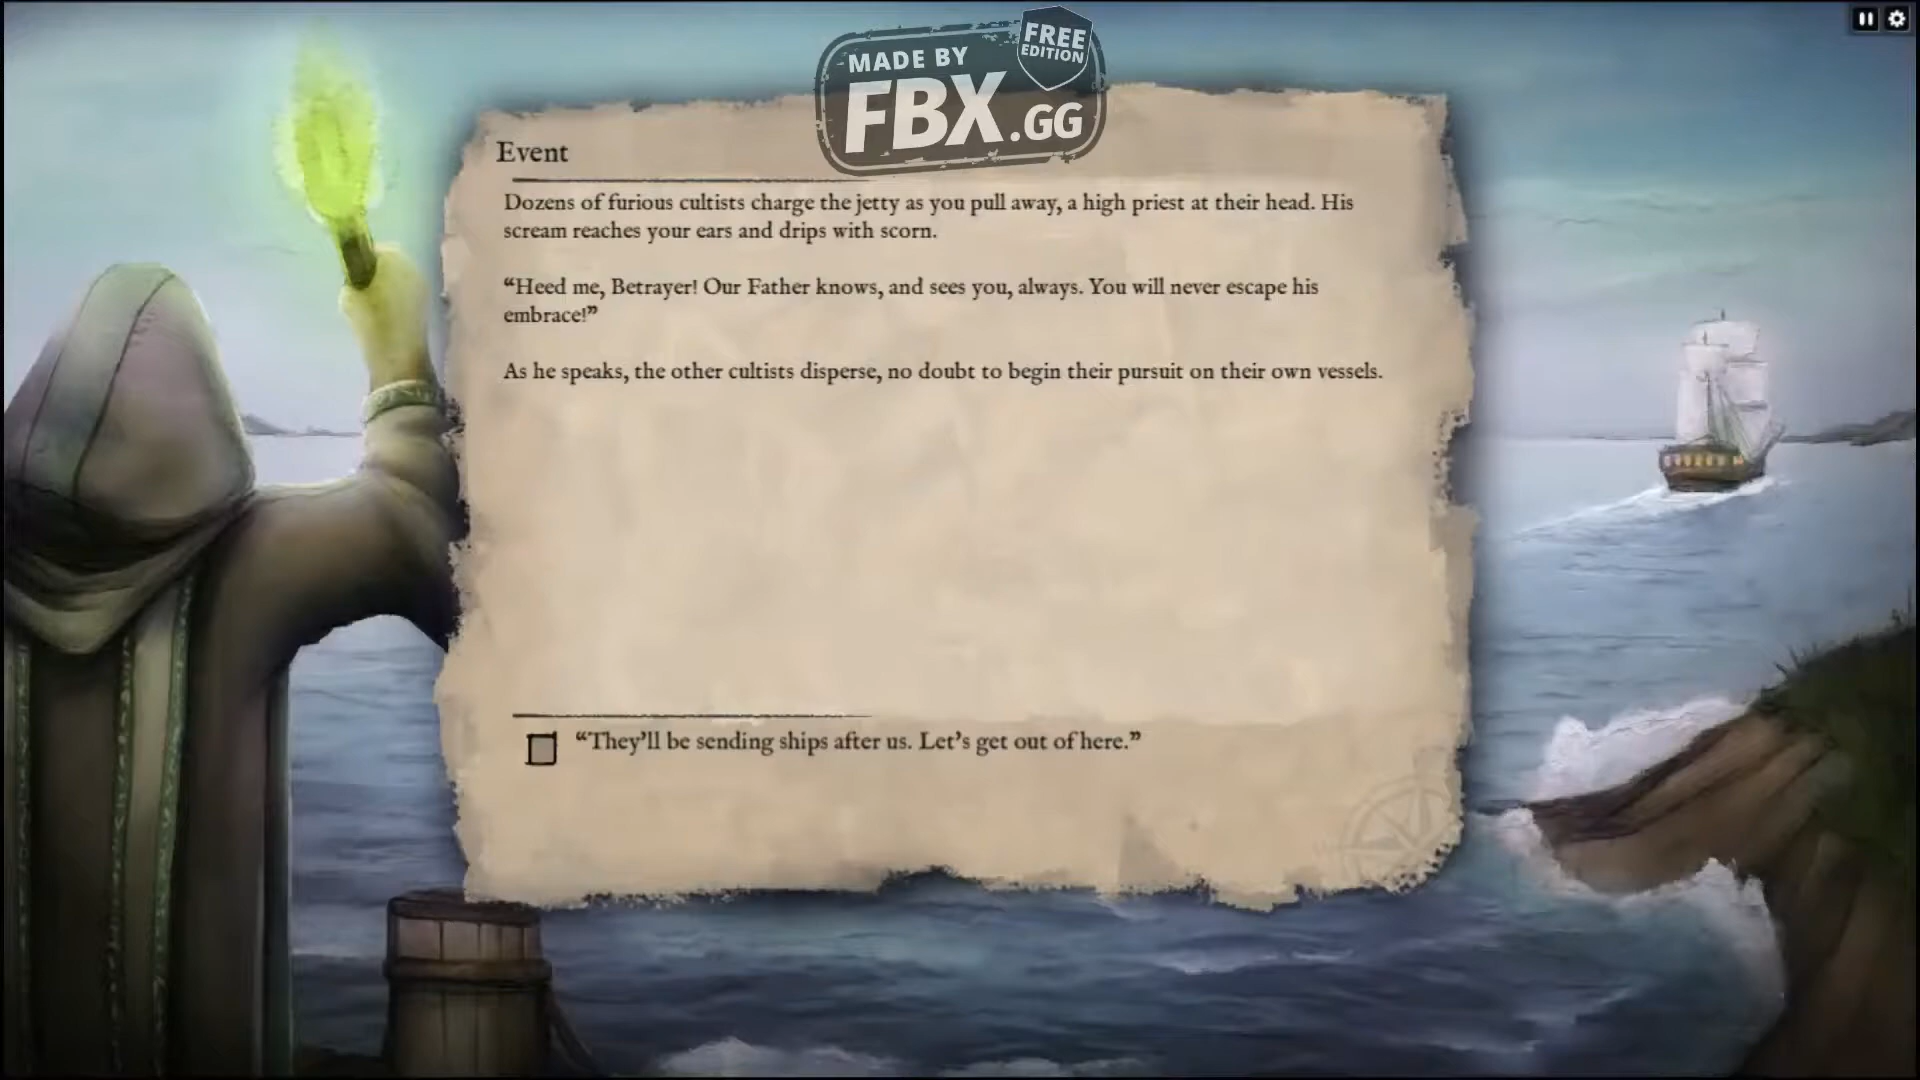 MADE BY
FREE
EDITION
FBX.GG
Event
Dozens of furious cultists charge the jetty as you pull away, a high priest at their head. His
scream reaches your ears and drips with scorn.
“Heed me, Betrayer! Our Father knows, and sees you, always. You will never escape his
embrace!”
As he speaks, the other cultists disperse, no doubt to begin their pursuit on their own vessels.
“They’ll be sending ships after us. Let’s get out of here.”